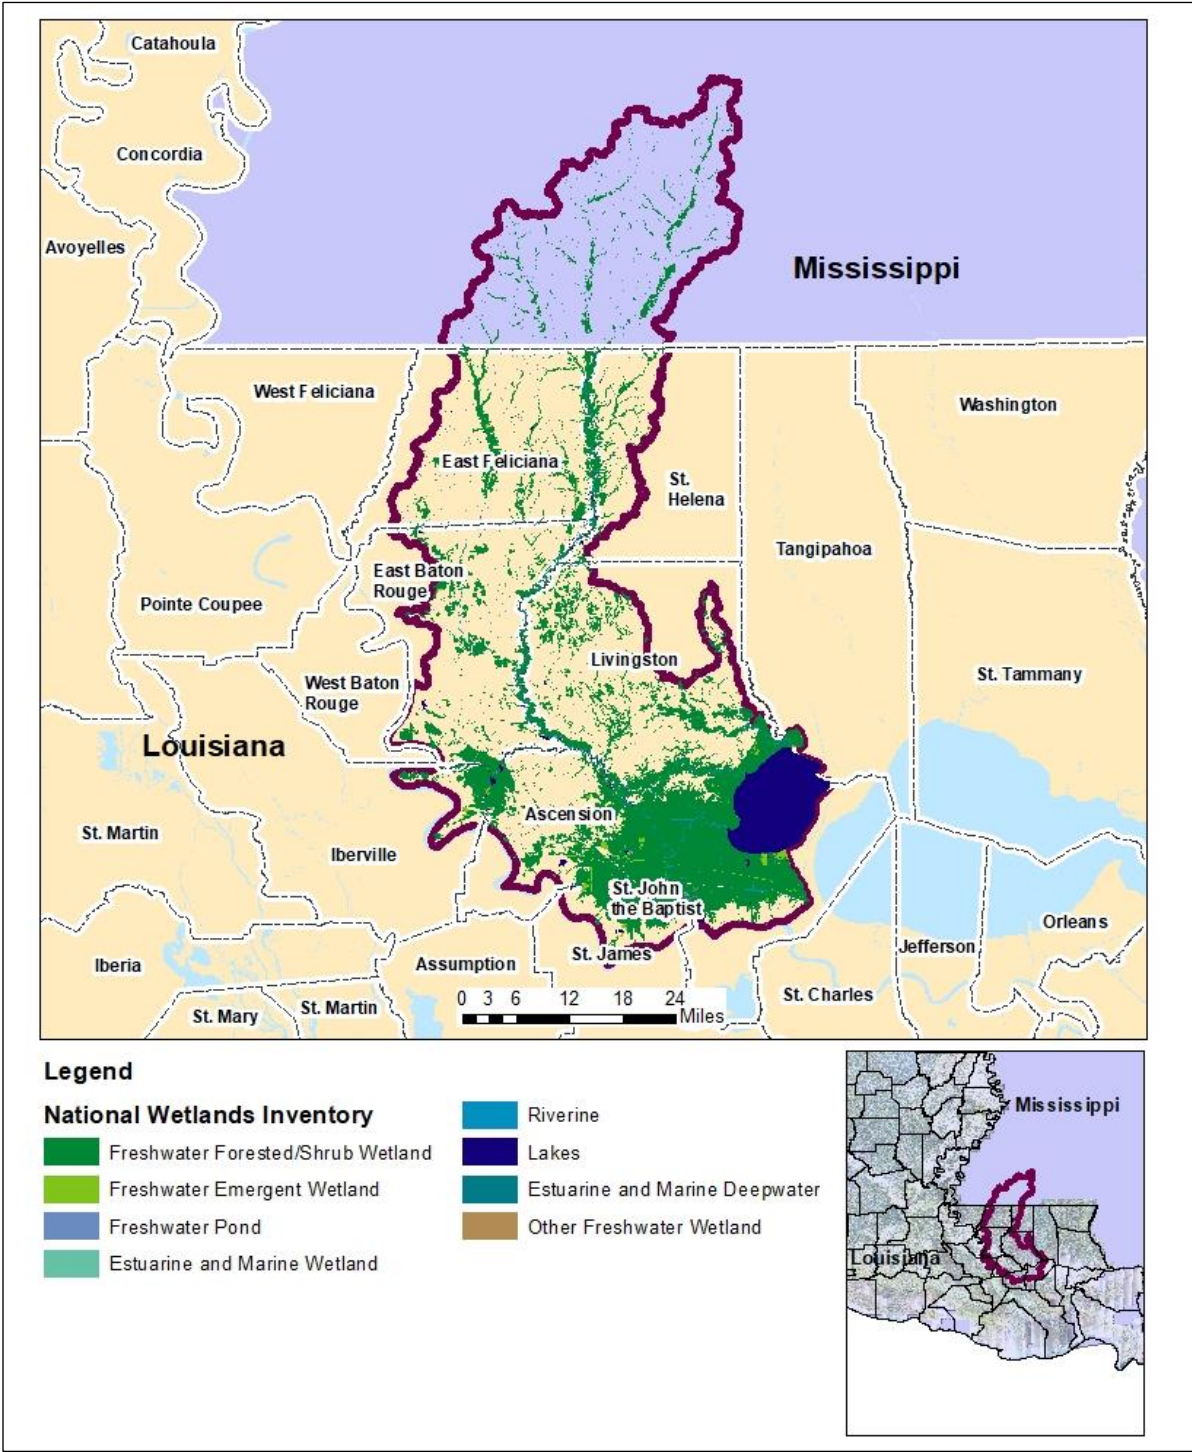 Catahoula
Concordia
Avoyelles
Mississippi
West Feliciana
Washington
East Feliciana
St.
Helena
Tangipahoa
East Baton
Rouge
Pointe Coupee
Livingston
St. Tammany
West Baton
Rouge
Louisiana
Ascension
St. Martin
Iberville
St. John
the Baptist
Orleans
Jefferson
St. James
Iberia
Assumption
St. Charles
St. Martin
St. Mary
0 3 6 12 18 24
Miles
Legend
National Wetlands Inventory
Freshwater Forested/Shrub Wetland
Freshwater Emergent Wetland
Freshwater Pond
Estuarine and Marine Wetland
Riverine
Lakes
Estuarine and Marine Deepwater
Other Freshwater Wetland
Mississippi
Louisiana